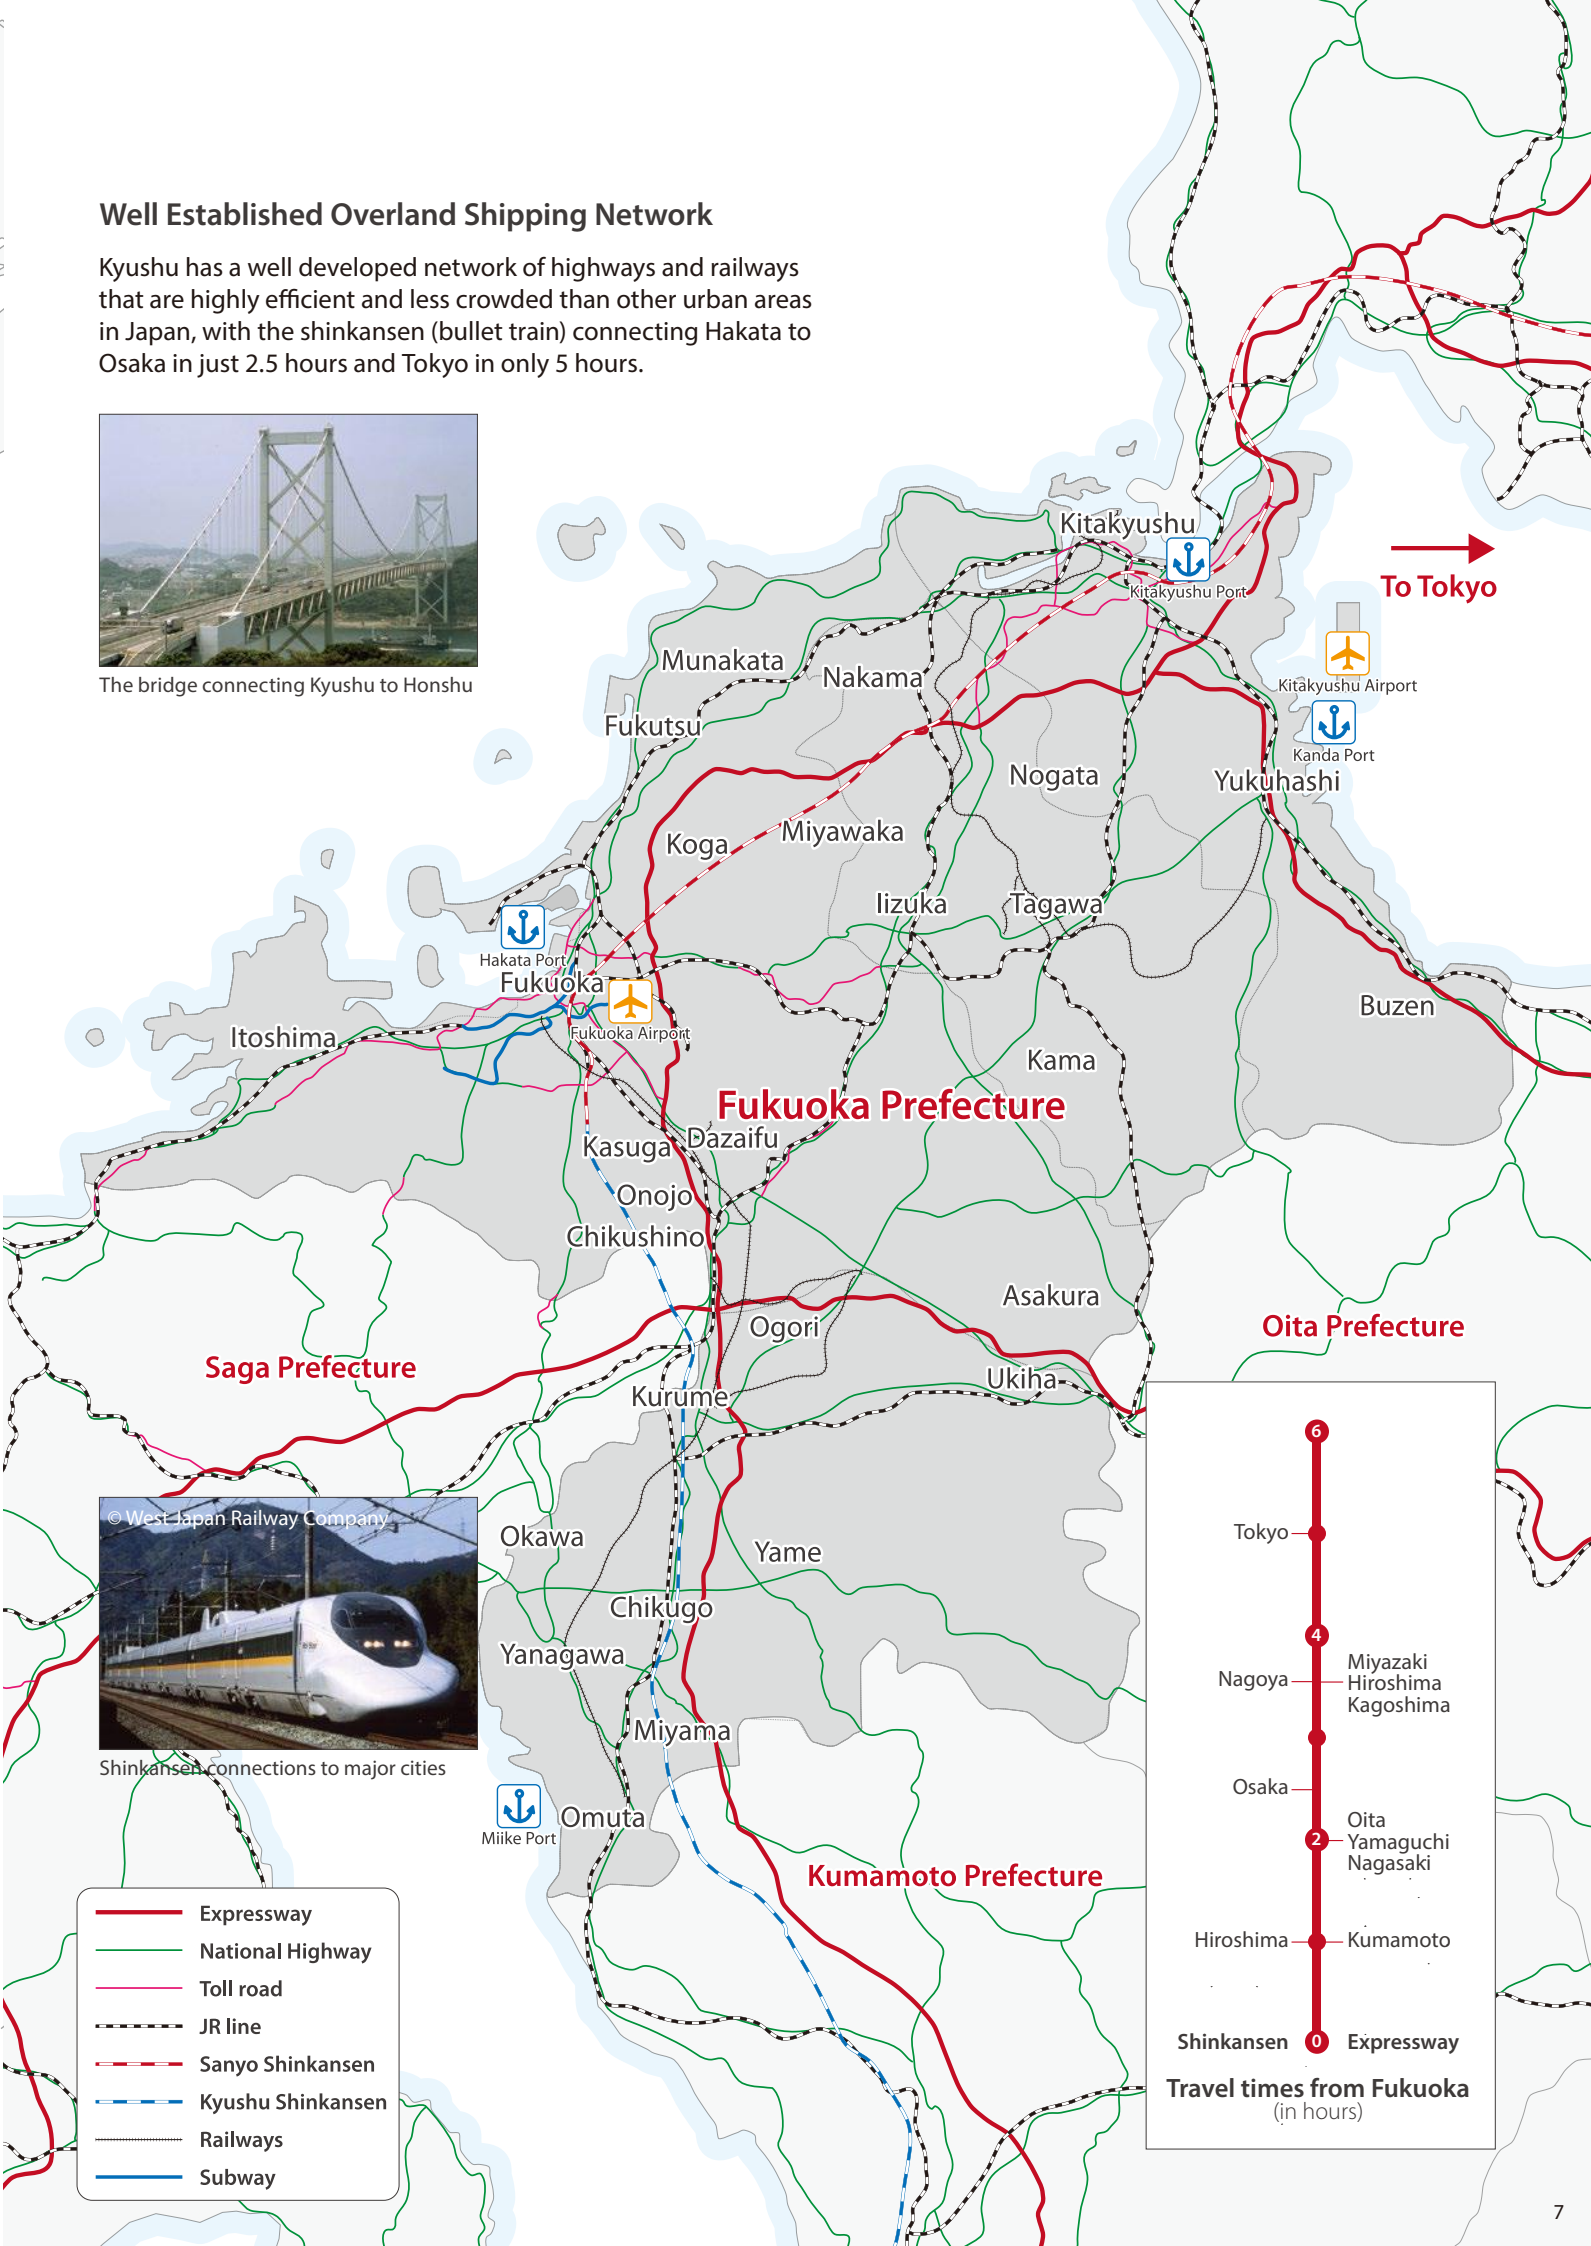 Well Established Overland Shipping Network
Kyushu has a well developed network of highways and railways
that are highly efficient and less crowded than other urban areas
in Japan, with the shinkansen (bullet train) connecting Hakata to
Osaka in just 2.5 hours and Tokyo in only 5 hours.
The bridge connecting Kyushu to Honshu
Kitakyushu
Kitakyushu Port
To Tokyo
Munakata
Nakama
Kitakyushu Airport
Fukutsu
Kanda Port
Nogata
Yukuhashi
Koga
Miyawaka
Iizuka
Tagawa
Hakata Port
Fukuoka
Buzen
Itoshima
Fukuoka Airport
Kama
Fukuoka Prefecture
Kasuga
Dazaifu
Onojo
Chikushino
Asakura
Ogori
Oita Prefecture
Saga Prefecture
Ukiha
Kurume
© West Japan Railway Company
Okawa
Yame
Chikugo
Yanagawa
Miyama
Shinkansen connections to major cities
Miike Port
Omuta
Kumamoto Prefecture
Expressway
National Highway
Toll road
JR line
Sanyo Shinkansen
Kyushu Shinkansen
Railways
Subway
6
Tokyo
4
Nagoya
Miyazaki
Hiroshima
Kagoshima
Osaka
2
Oita
Yamaguchi
Nagasaki
Hiroshima
Kumamoto
Shinkansen
0
Expressway
Travel times from Fukuoka
(in hours)
7